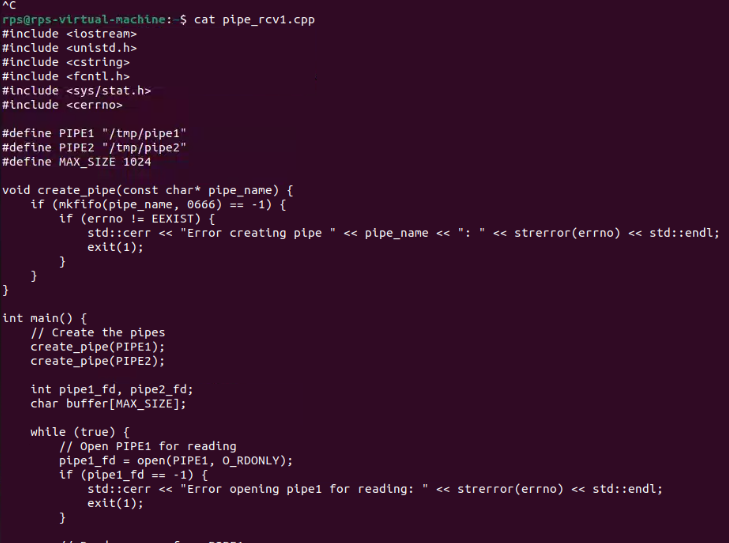 ^C
rps@rps-virtual-machine:~$ cat pipe_rcv1.cpp
#include <iostream>
#include <unistd.h>
#include <cstring>
#include <fcntl.h>
#include <sys/stat.h>
#include <cerrno>

#define PIPE1 "/tmp/pipe1"
#define PIPE2 "/tmp/pipe2"
#define MAX_SIZE 1024

void create_pipe(const char* pipe_name) {
    if (mkfifo(pipe_name, 0666) == -1) {
        if (errno != EEXIST) {
            std::cerr << "Error creating pipe " << pipe_name << ": " << strerror(errno) << std::endl;
            exit(1);
        }
    }
}

int main() {
    // Create the pipes
    create_pipe(PIPE1);
    create_pipe(PIPE2);

    int pipe1_fd, pipe2_fd;
    char buffer[MAX_SIZE];

    while (true) {
        // Open PIPE1 for reading
        pipe1_fd = open(PIPE1, O_RDONLY);
        if (pipe1_fd == -1) {
            std::cerr << "Error opening pipe1 for reading: " << strerror(errno) << std::endl;
            exit(1);
        }